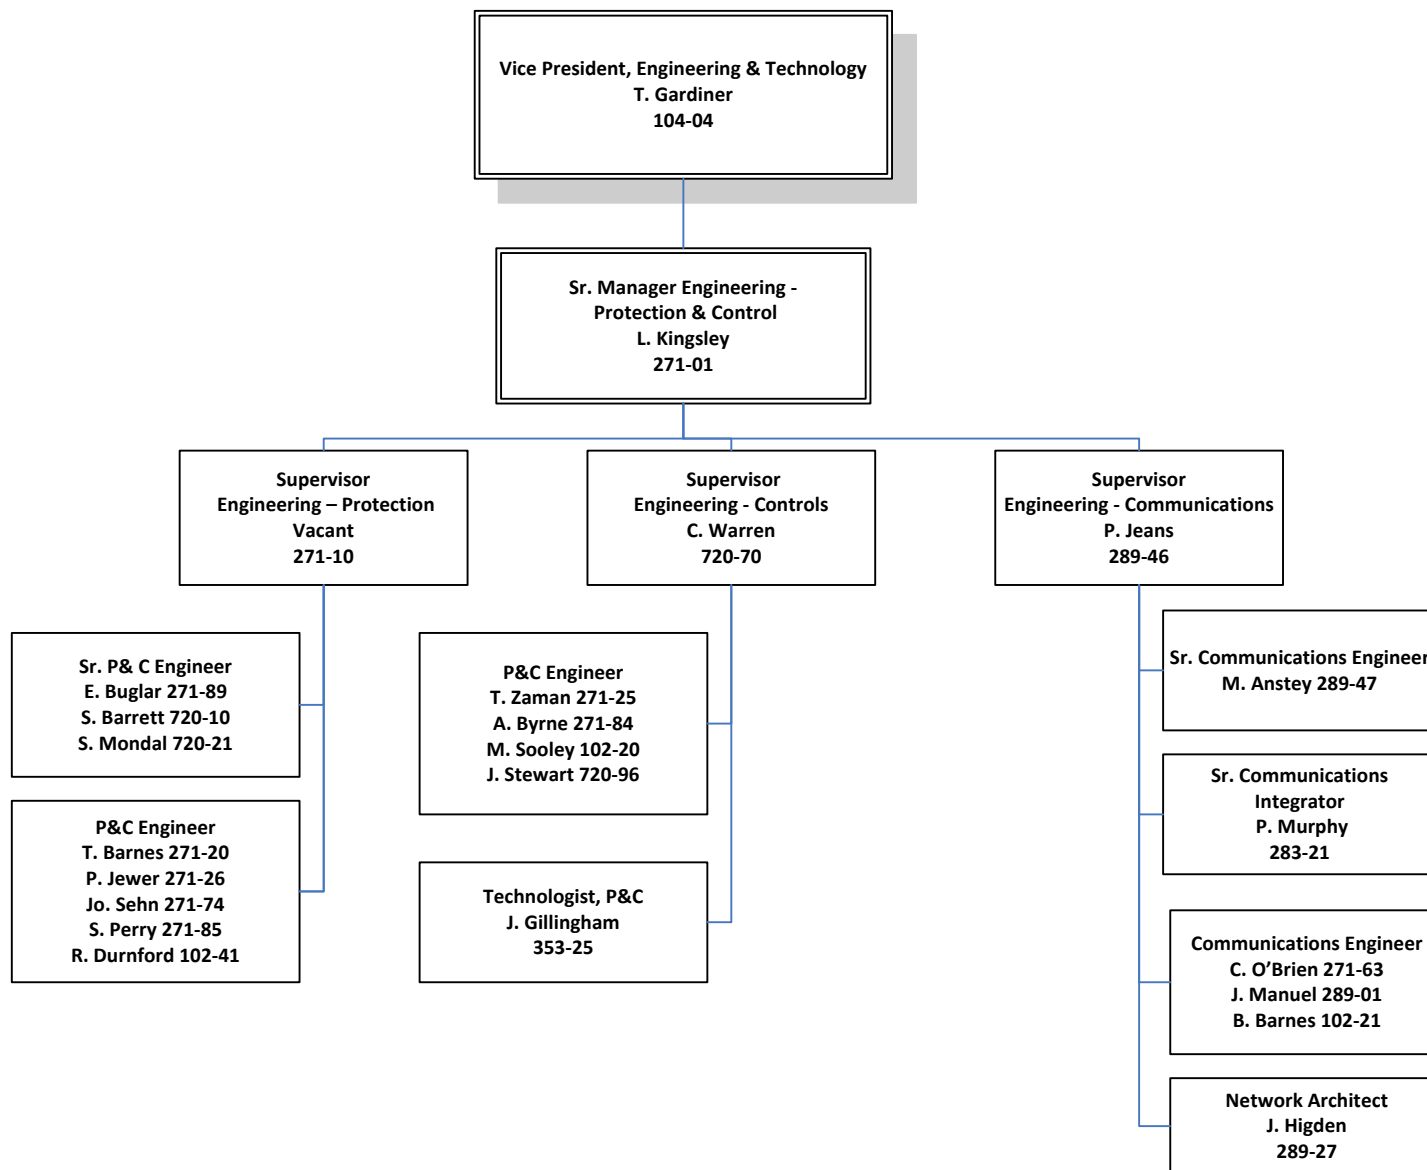 Vice President, Engineering & Technology
T. Gardiner
104-04
Sr. Manager Engineering -
Protection & Control
L. Kingsley
271-01
Supervisor
Engineering – Protection
Vacant
271-10
Supervisor
Engineering - Controls
C. Warren
720-70
Supervisor
Engineering - Communications
P. Jeans
289-46
Sr. P& C Engineer
E. Buglar 271-89
S. Barrett 720-10
S. Mondal 720-21
P&C Engineer
T. Barnes 271-20
P. Jewer 271-26
Jo. Sehn 271-74
S. Perry 271-85
R. Durnford 102-41
P&C Engineer
T. Zaman 271-25
A. Byrne 271-84
M. Sooley 102-20
J. Stewart 720-96
Technologist, P&C
J. Gillingham
353-25
Sr. Communications Engineer
M. Anstey 289-47
Sr. Communications
Integrator
P. Murphy
283-21
Communications Engineer
C. O’Brien 271-63
J. Manuel 289-01
B. Barnes 102-21
Network Architect
J. Higden
289-27